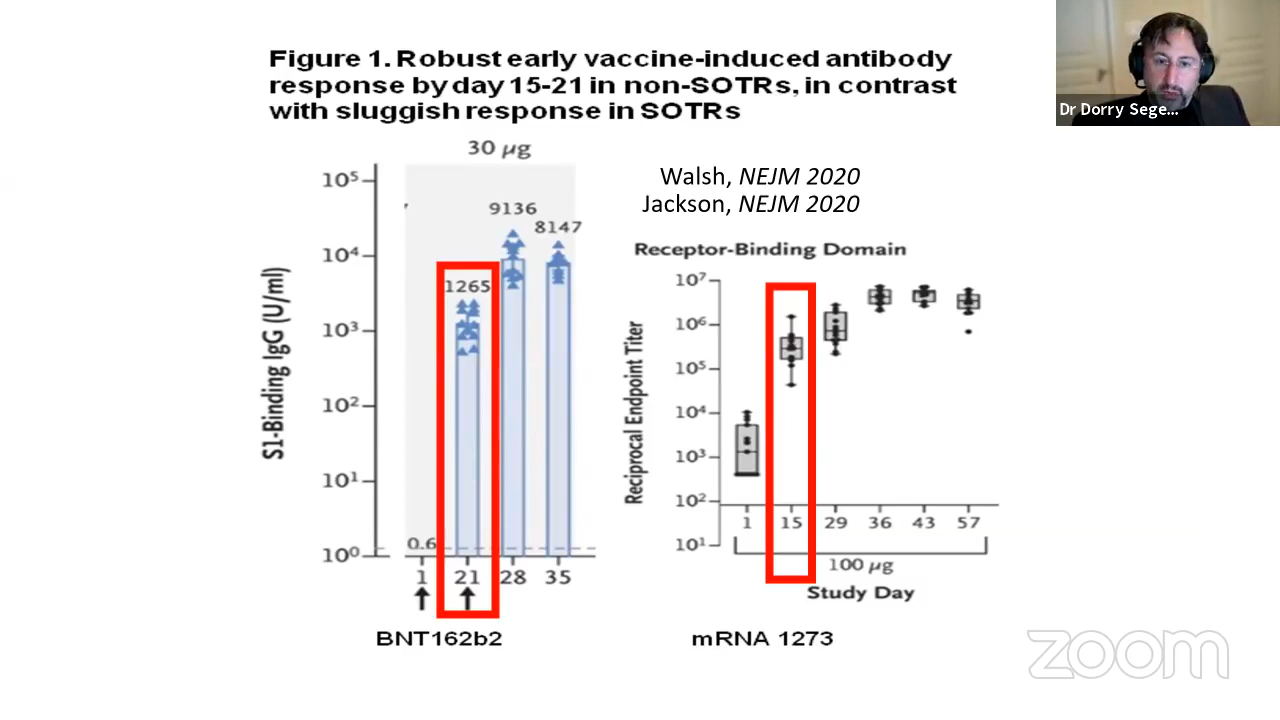 Figure 1. Robust early vaccine-induced antibody
response by day 15-21 in non-SOTRs, in contrast
with sluggish response in SOTRs
Dr Dorry Sege...
30 µg
Walsh, NEJM 2020
Jackson, NEJM 2020
S1-Binding IgG (U/ml)
10⁵
10⁴
10³
10²
10¹
10⁰
0.6
1265
9136
8147
1 21 28 35
BNT162b2
Receptor-Binding Domain
Reciprocal Endpoint Titer
10⁷
10⁶
10⁵
10⁴
10³
10²
10¹
1 15 29 36 43 57
100 µg
Study Day
mRNA 1273
zoom